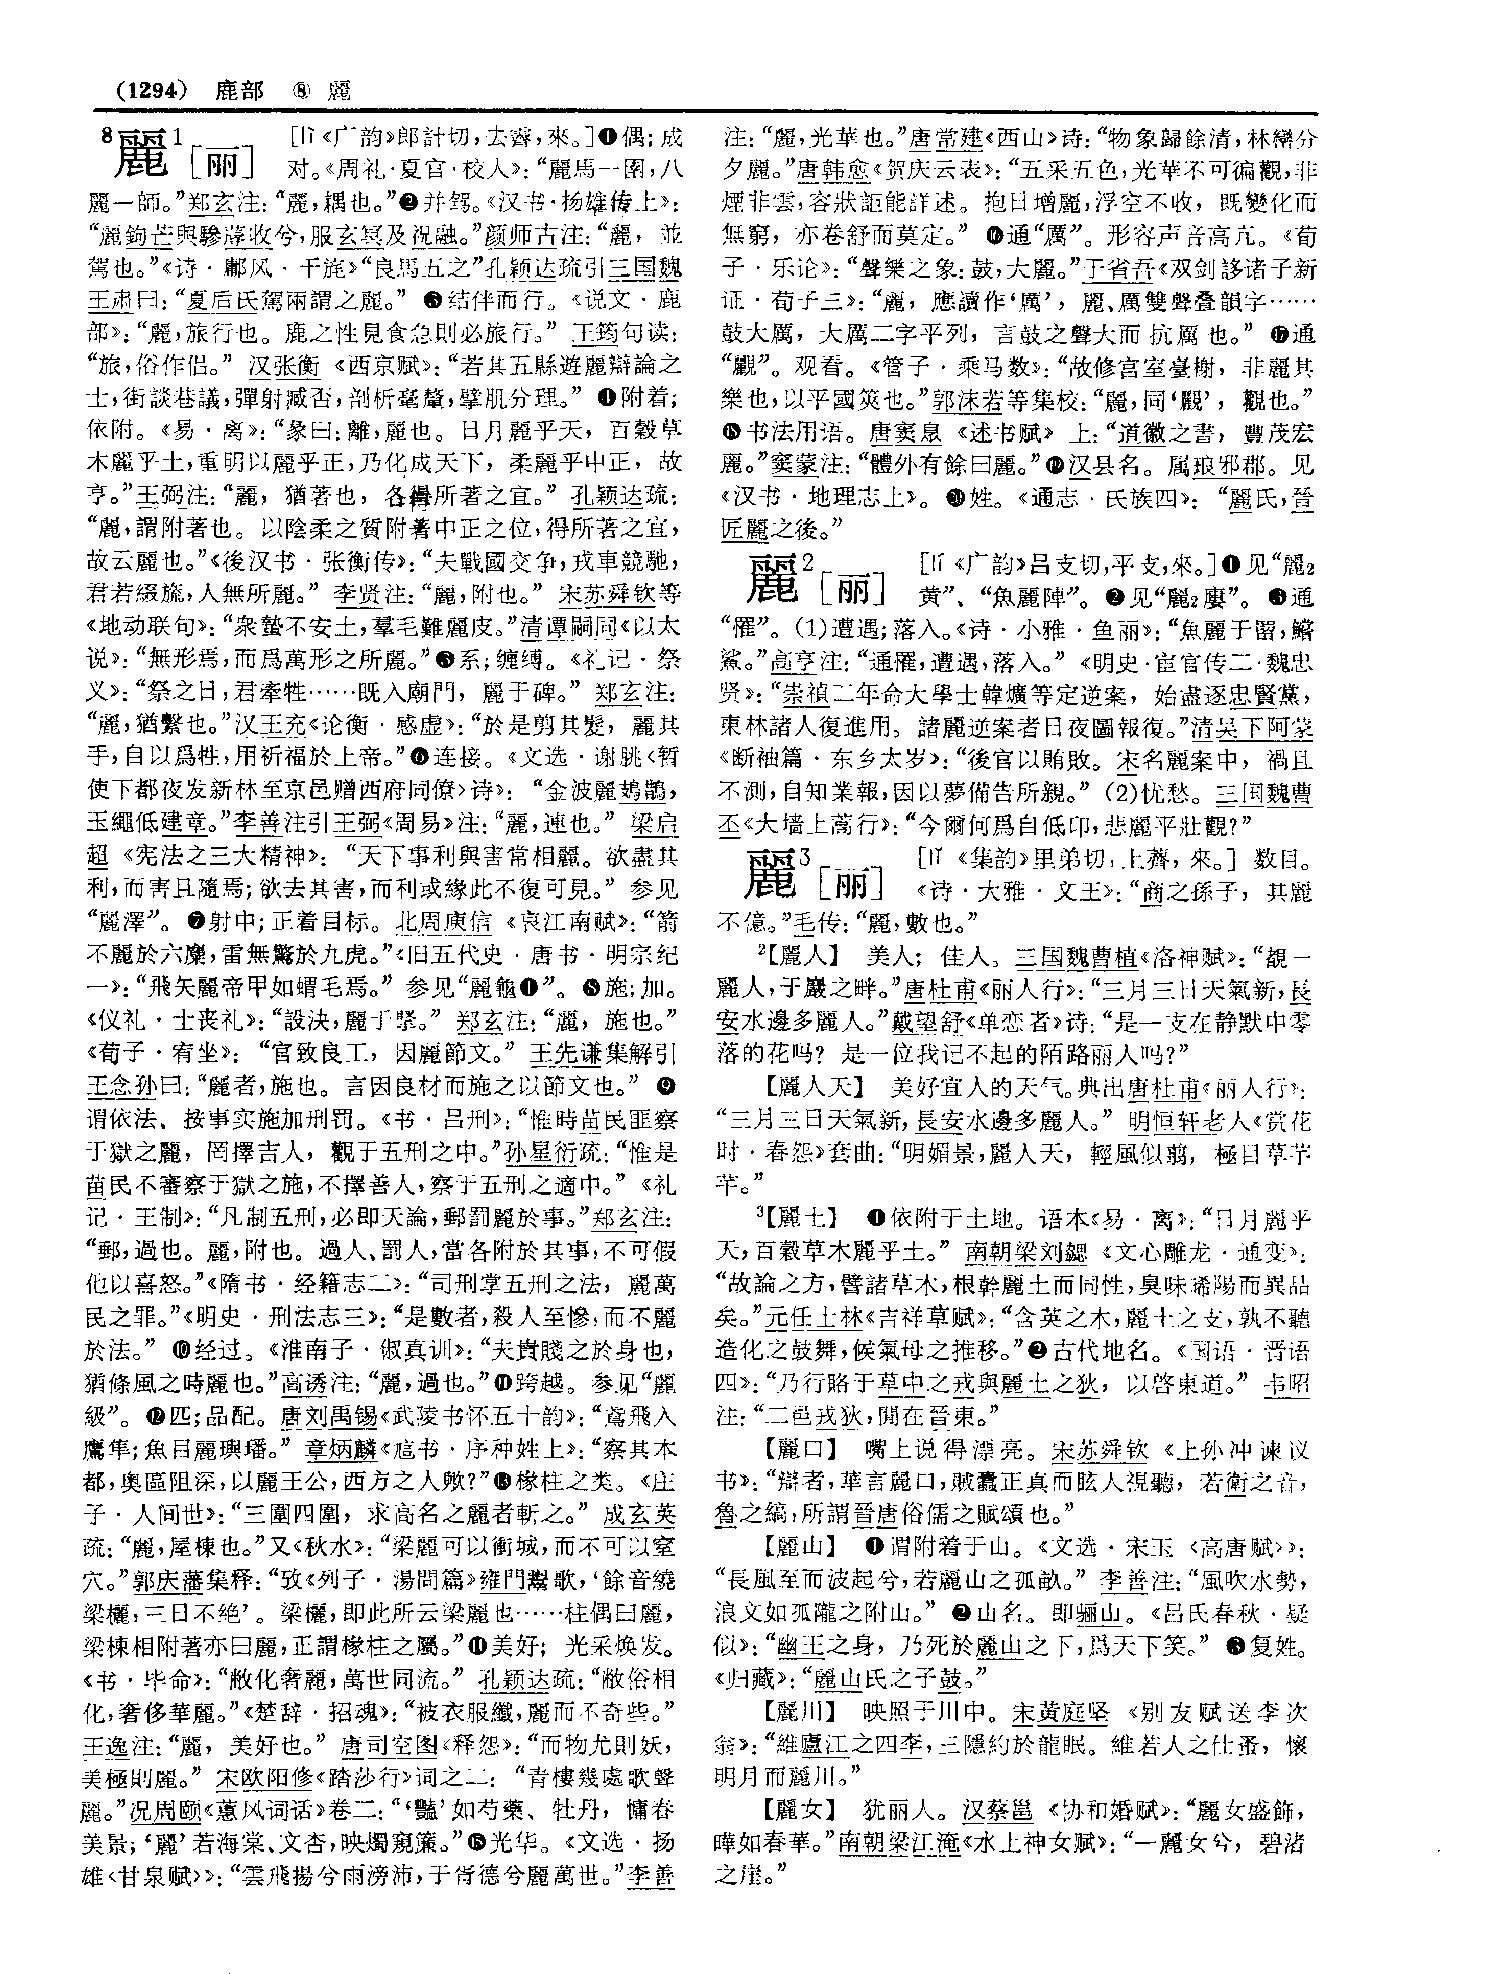 (1294) 鹿部 ⑧ 麗
8麗1[丽] [lì《广韵》郎計切,去霽,來。]❶偶;成
对。《周礼·夏官·校人》:“麗馬一圉,八
麗一師。”郑玄注:“麗,耦也。”❷并驾。《汉书·扬雄传上》:
“麗鉤芒與驂蓐收兮,服玄冥及祝融。”颜师古注:“麗,並
駕也。”《诗·鄘风·干旄》“良馬五之”孔颖达疏引三国魏
王肃曰:“夏后氏駕兩謂之麗。” ❸结伴而行。《说文·鹿
部》:“麗,旅行也。鹿之性見食急則必旅行。” 王筠句读:
“旅,俗作侣。” 汉张衡《西京赋》:“若其五縣遊麗辯論之
士,街談巷議,彈射臧否,剖析毫釐,擘肌分理。” ❹附着;
依附。《易·离》:“彖曰:離,麗也。日月麗乎天,百穀草
木麗乎土,重明以麗乎正,乃化成天下,柔麗乎中正,故
亨。”王弼注:“麗,猶著也,各得所著之宜。” 孔颖达疏:
“麗,謂附著也。以陰柔之質附著中正之位,得所著之宜,
故云麗也。”《後汉书·张衡传》:“夫戰國交争,戎車競馳,
君若綴旒,人無所麗。” 李贤注:“麗,附也。” 宋苏舜钦等
《地动联句》:“衆蟄不安土,羣毛難麗皮。”清谭嗣同《以太
说》:“無形焉,而爲萬形之所麗。”❺系;缠缚。《礼记·祭
义》:“祭之日,君牽牲……既入廟門,麗于碑。” 郑玄注:
“麗,猶繫也。”汉王充《论衡·感虚》:“於是剪其髮,麗其
手,自以爲牲,用祈福於上帝。”❻连接。《文选·谢朓〈暂
使下都夜发新林至京邑赠西府同僚〉诗》:“金波麗鳷鵲,
玉繩低建章。”李善注引王弼《周易》注:“麗,連也。” 梁启
超《宪法之三大精神》:“天下事利與害常相麗。欲盡其
利,而害且隨焉;欲去其害,而利或緣此不復可見。” 参见
“麗澤”。❼射中;正着目标。北周庾信《哀江南赋》:“箭
不麗於六麋,雷無驚於九虎。”《旧五代史·唐书·明宗纪
一》:“飛矢麗帝甲如蝟毛焉。” 参见“麗龜❶”。❽施;加。
《仪礼·士丧礼》:“設決,麗于掔。” 郑玄注:“麗,施也。”
《荀子·宥坐》:“官致良工,因麗節文。” 王先谦集解引
王念孙曰:“麗者,施也。言因良材而施之以節文也。” ❾
谓依法、按事实施加刑罚。《书·吕刑》:“惟時苗民匪察
于獄之麗,罔擇吉人,觀于五刑之中。”孙星衍疏:“惟是
苗民不審察于獄之施,不擇善人,察于五刑之適中。”《礼
记·王制》:“凡制五刑,必即天論,郵罰麗於事。”郑玄注:
“郵,過也。麗,附也。過人、罰人,當各附於其事,不可假
他以喜怒。”《隋书·经籍志二》:“司刑掌五刑之法,麗萬
民之罪。”《明史·刑法志三》:“是數者,殺人至慘,而不麗
於法。” ❿经过。《淮南子·俶真训》:“夫貴賤之於身也,
猶條風之時麗也。”高诱注:“麗,過也。”⓫跨越。参见“麗
級”。⓬匹;品配。唐刘禹锡《武陵书怀五十韵》:“鴦飛入
鷹隼;魚目麗璵璠。” 章炳麟《訄书·序种姓上》:“察其本
都,奥區阻深,以麗王公,西方之人歟?”⓭椽柱之类。《庄
子·人间世》:“三圍四圍,求高名之麗者斬之。” 成玄英
疏:“麗,屋棟也。”又《秋水》:“梁麗可以衝城,而不可以窒
穴。”郭庆藩集释:“攷《列子·湯問篇》雍門鬻歌,‘餘音繞
梁欐,三日不绝’。梁欐,即此所云梁麗也……柱偶曰麗,
梁棟相附著亦曰麗,正謂椽柱之屬。”⓮美好;光采焕发。
《书·毕命》:“敝化奢麗,萬世同流。” 孔颖达疏:“敝俗相
化,奢侈華麗。”《楚辞·招魂》:“被衣服纖,麗而不奇些。”
王逸注:“麗,美好也。” 唐司空图《释怨》:“而物尤則妖,
美極則麗。” 宋欧阳修《踏莎行》词之二:“青樓幾處歌聲
麗。”况周颐《蕙风词话》卷二:“‘豔’如芍藥、牡丹,慵春
美景;‘麗’若海棠、文杏,映燭窺簾。”⓯光华。《文选·扬
雄〈甘泉赋〉》:“雲飛揚兮雨滂沛,于胥德兮麗萬世。”李善
注:“麗,光華也。”唐常建《西山》诗:“物象歸餘清,林巒分
夕麗。”唐韩愈《贺庆云表》:“五采五色,光華不可徧觀,非
煙非雲,容狀詎能詳述。抱日增麗,浮空不收,既變化而
無窮,亦卷舒而莫定。” ⓰通“厲”。形容声音高亢。《荀
子·乐论》:“聲樂之象:鼓,大麗。”于省吾《双剑誃诸子新
证·荀子三》:“麗,應讀作‘厲’,麗、厲雙聲叠韻字……
鼓大厲,大厲二字平列,言鼓之聲大而抗厲也。” ⓱通
“覼”。观看。《管子·乘马数》:“故修宫室臺榭,非麗其
樂也,以平國筴也。”郭沫若等集校:“麗,同‘覼’,觀也。”
⓲书法用语。唐窦臮《述书赋》上:“道徽之書,豐茂宏
麗。”窦蒙注:“體外有餘曰麗。”⓳汉县名。属琅邪郡。见
《汉书·地理志上》。⓴姓。《通志·氏族四》:“麗氏,晉
匠麗之後。”
麗2[丽] [lí《广韵》吕支切,平支,來。]❶见“麗2
黄”、“魚麗陣”。❷见“麗2廔”。❸通
“罹”。(1)遭遇;落入。《诗·小雅·鱼丽》:“魚麗于罶,鱨
鯊。”高亨注:“通罹,遭遇,落入。”《明史·宦官传二·魏忠
贤》:“崇禎二年命大學士韓爌等定逆案,始盡逐忠賢黨,
東林諸人復進用。諸麗逆案者日夜圖報復。”清吴下阿蒙
《断袖篇·东乡太岁》:“後官以賄敗。宋名麗案中,禍且
不測,自知業報,因以夢備告所親。”(2)忧愁。三国魏曹
丕《大墙上蒿行》:“今爾何爲自低卬,悲麗平壯觀?”
麗3[丽] [lǐ《集韵》里弟切,上薺,來。]数目。
《诗·大雅·文王》:“商之孫子,其麗
不億。”毛传:“麗,數也。”
2【麗人】 美人;佳人。三国魏曹植《洛神赋》:“覩一
麗人,于巖之畔。”唐杜甫《丽人行》:“三月三日天氣新,長
安水邊多麗人。”戴望舒《单恋者》诗:“是一支在静默中零
落的花吗?是一位我记不起的陌路丽人吗?”
【麗人天】 美好宜人的天气。典出唐杜甫《丽人行》:
“三月三日天氣新,長安水邊多麗人。” 明恒轩老人《赏花
时·春怨》套曲:“明媚景,麗人天,輕風似翦,極目草芊
芊。”
3【麗土】 ❶依附于土地。语本《易·离》:“日月麗乎
天,百穀草木麗乎土。” 南朝梁刘勰《文心雕龙·通变》:
“故論之方,譬諸草木,根幹麗土而同性,臭味晞陽而異品
矣。”元任士林《吉祥草赋》:“含英之木,麗土之支,孰不聽
造化之鼓舞,候氣母之推移。”❷古代地名。《国语·晋语
四》:“乃行賂于草中之戎與麗土之狄,以啓東道。” 韦昭
注:“二邑戎狄,間在晉東。”
【麗口】 嘴上说得漂亮。宋苏舜钦《上孙冲谏议
书》:“辯者,華言麗口,賊蠹正真而眩人視聽,若衛之音,
魯之縞,所謂晉唐俗儒之賦頌也。”
【麗山】 ❶谓附着于山。《文选·宋玉〈高唐赋〉》:
“長風至而波起兮,若麗山之孤畝。” 李善注:“風吹水勢,
浪文如孤隴之附山。” ❷山名。即骊山。《吕氏春秋·疑
似》:“幽王之身,乃死於麗山之下,爲天下笑。” ❸复姓。
《归藏》:“麗山氏之子鼓。”
【麗川】 映照于川中。宋黄庭坚《别友赋送李次
翁》:“維廬江之四李,三隱約於龍眠。維若人之仕蚤,懷
明月而麗川。”
【麗女】 犹丽人。汉蔡邕《协和婚赋》:“麗女盛飾,
曄如春華。”南朝梁江淹《水上神女赋》:“一麗女兮,碧渚
之崖。”